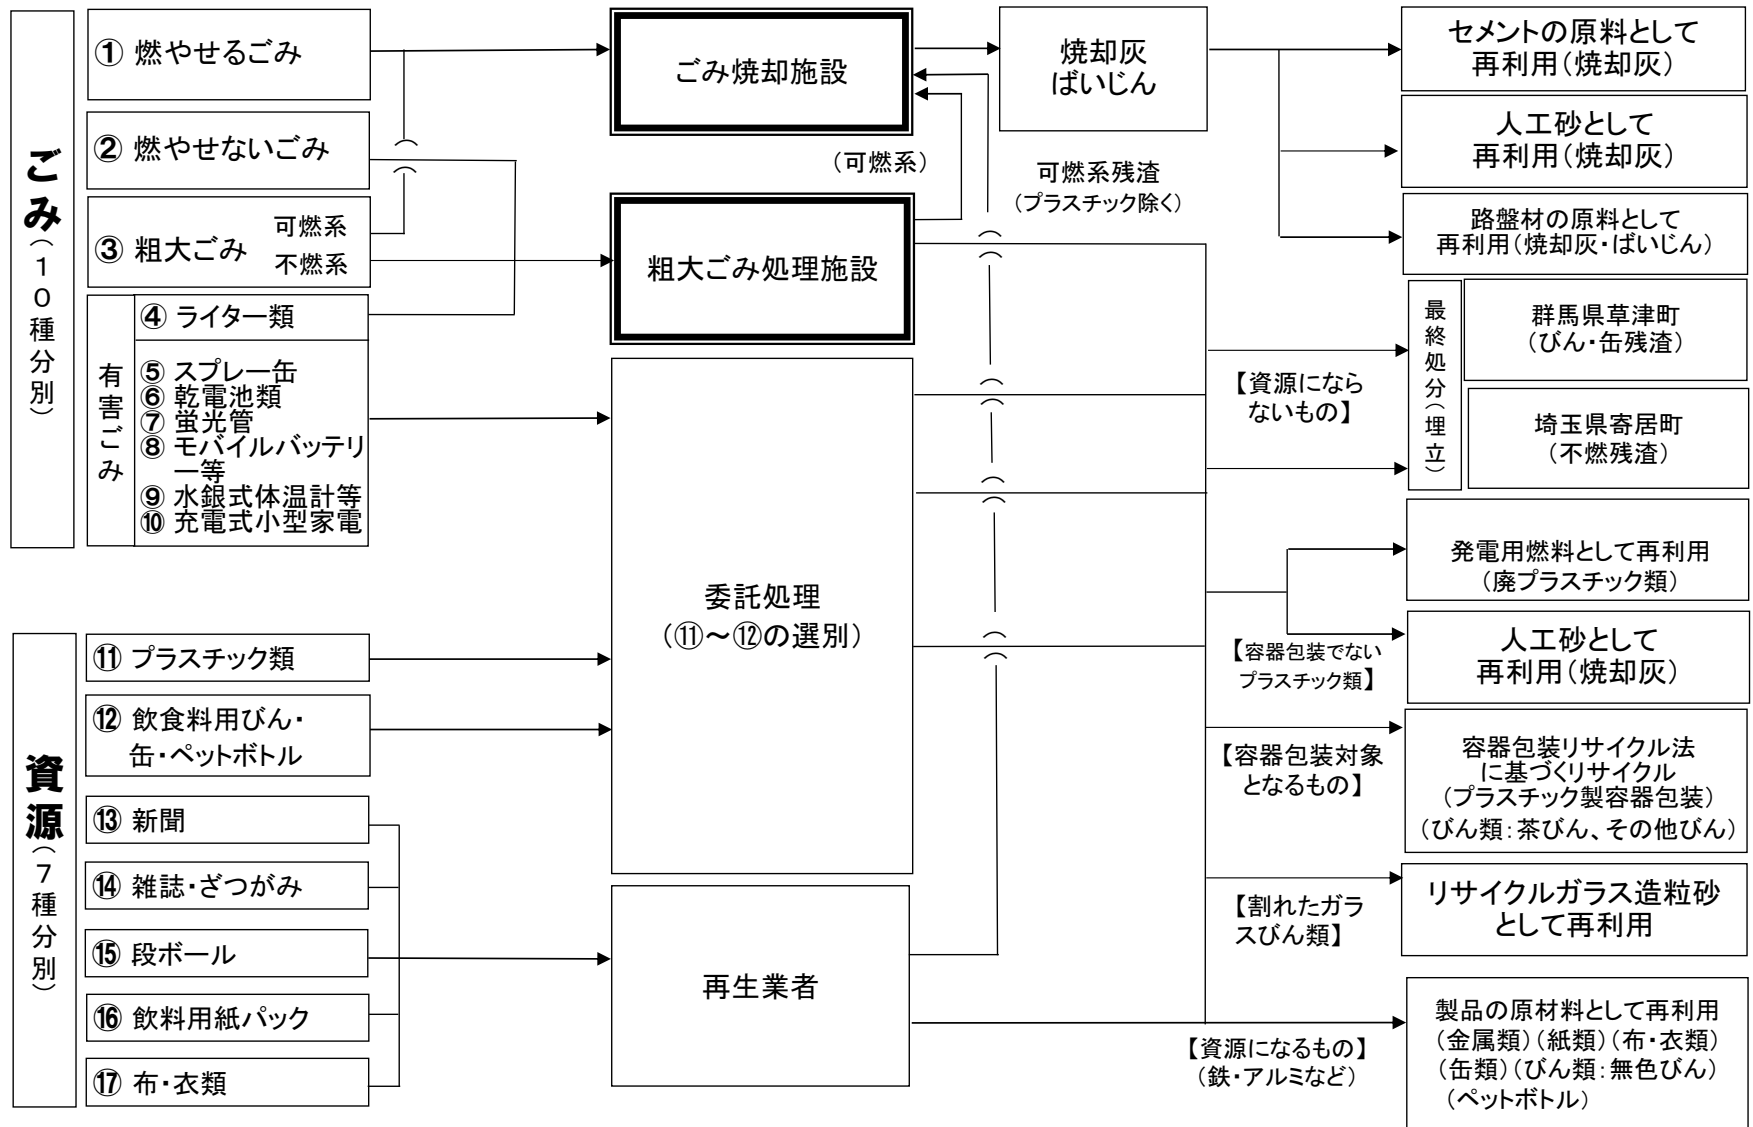 ごみ(10種分別)
① 燃やせるごみ
② 燃やせないごみ
③ 粗大ごみ
可燃系
不燃系
有害ごみ
④ ライター類
⑤ スプレー缶
⑥ 乾電池類
⑦ 蛍光管
⑧ モバイルバッテリ
ー等
⑨ 水銀式体温計等
⑩ 充電式小型家電
資源(7種分別)
⑪ プラスチック類
⑫ 飲食料用びん・
缶・ペットボトル
⑬ 新聞
⑭ 雑誌・ざつがみ
⑮ 段ボール
⑯ 飲料用紙パック
⑰ 布・衣類
ごみ焼却施設
(可燃系)
粗大ごみ処理施設
委託処理
(⑪~⑫の選別)
再生業者
焼却灰
ばいじん
可燃系残渣
(プラスチック除く)
【資源になら
ないもの】
【容器包装でない
プラスチック類】
【容器包装対象
となるもの】
【割れたガラ
スびん類】
【資源になるもの】
(鉄・アルミなど)
セメントの原料として
再利用(焼却灰)
人工砂として
再利用(焼却灰)
路盤材の原料として
再利用(焼却灰・ばいじん)
最終処分(埋立)
群馬県草津町
(びん・缶残渣)
埼玉県寄居町
(不燃残渣)
発電用燃料として再利用
(廃プラスチック類)
人工砂として
再利用(焼却灰)
容器包装リサイクル法
に基づくリサイクル
(プラスチック製容器包装)
(びん類:茶びん、その他びん)
リサイクルガラス造粒砂
として再利用
製品の原材料として再利用
(金属類)(紙類)(布・衣類)
(缶類)(びん類:無色びん)
(ペットボトル)